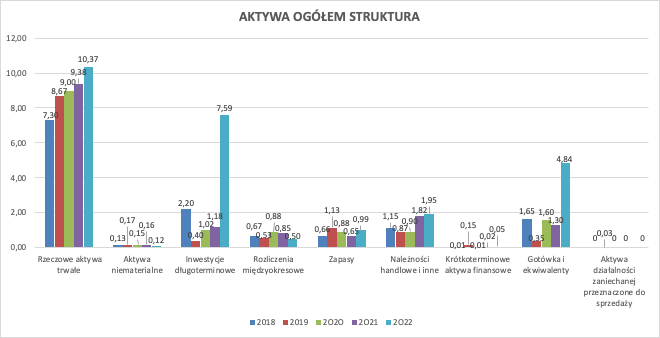 AKTYWA OGÓŁEM STRUKTURA
12,00
10,00
8,00
6,00
4,00
2,00
0,00
7,30 8,67 9,00 9,38 10,37
0,13 0,17 0,15 0,16 0,12
2,20 0,40 1,02 1,18 7,59
0,67 0,53 0,88 0,85 0,50
0,66 1,13 0,88 0,65 0,99
1,15 0,87 0,90 1,82 1,95
0,01 0,15 0,01 0,02 0,05
1,65 0,35 1,60 1,30 4,84
0 0,03 0 0 0
Rzeczowe aktywa
trwałe
Aktywa
niematerialne
Inwestycje
długoterminowe
Rozliczenia
międzyokresowe
Zapasy
Należności
handlowe i inne
Krótkoterminowe
aktywa finansowe
Gotówka i
ekwiwalenty
Aktywa
działalności
zaniechanej
przeznaczone do
sprzedaży
2018 2019 2O2O 2O21 2O22